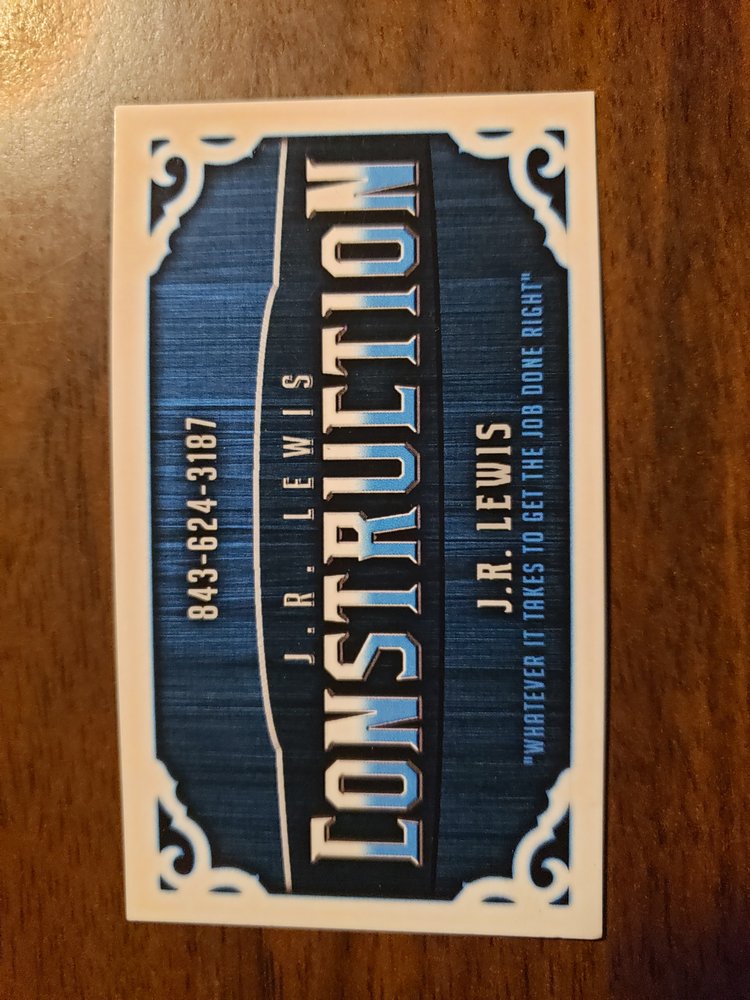 843-624-3187
J.R. LEWIS
CONSTRUCTION
J.R. LEWIS
"WHATEVER IT TAKES TO GET THE JOB DONE RIGHT"